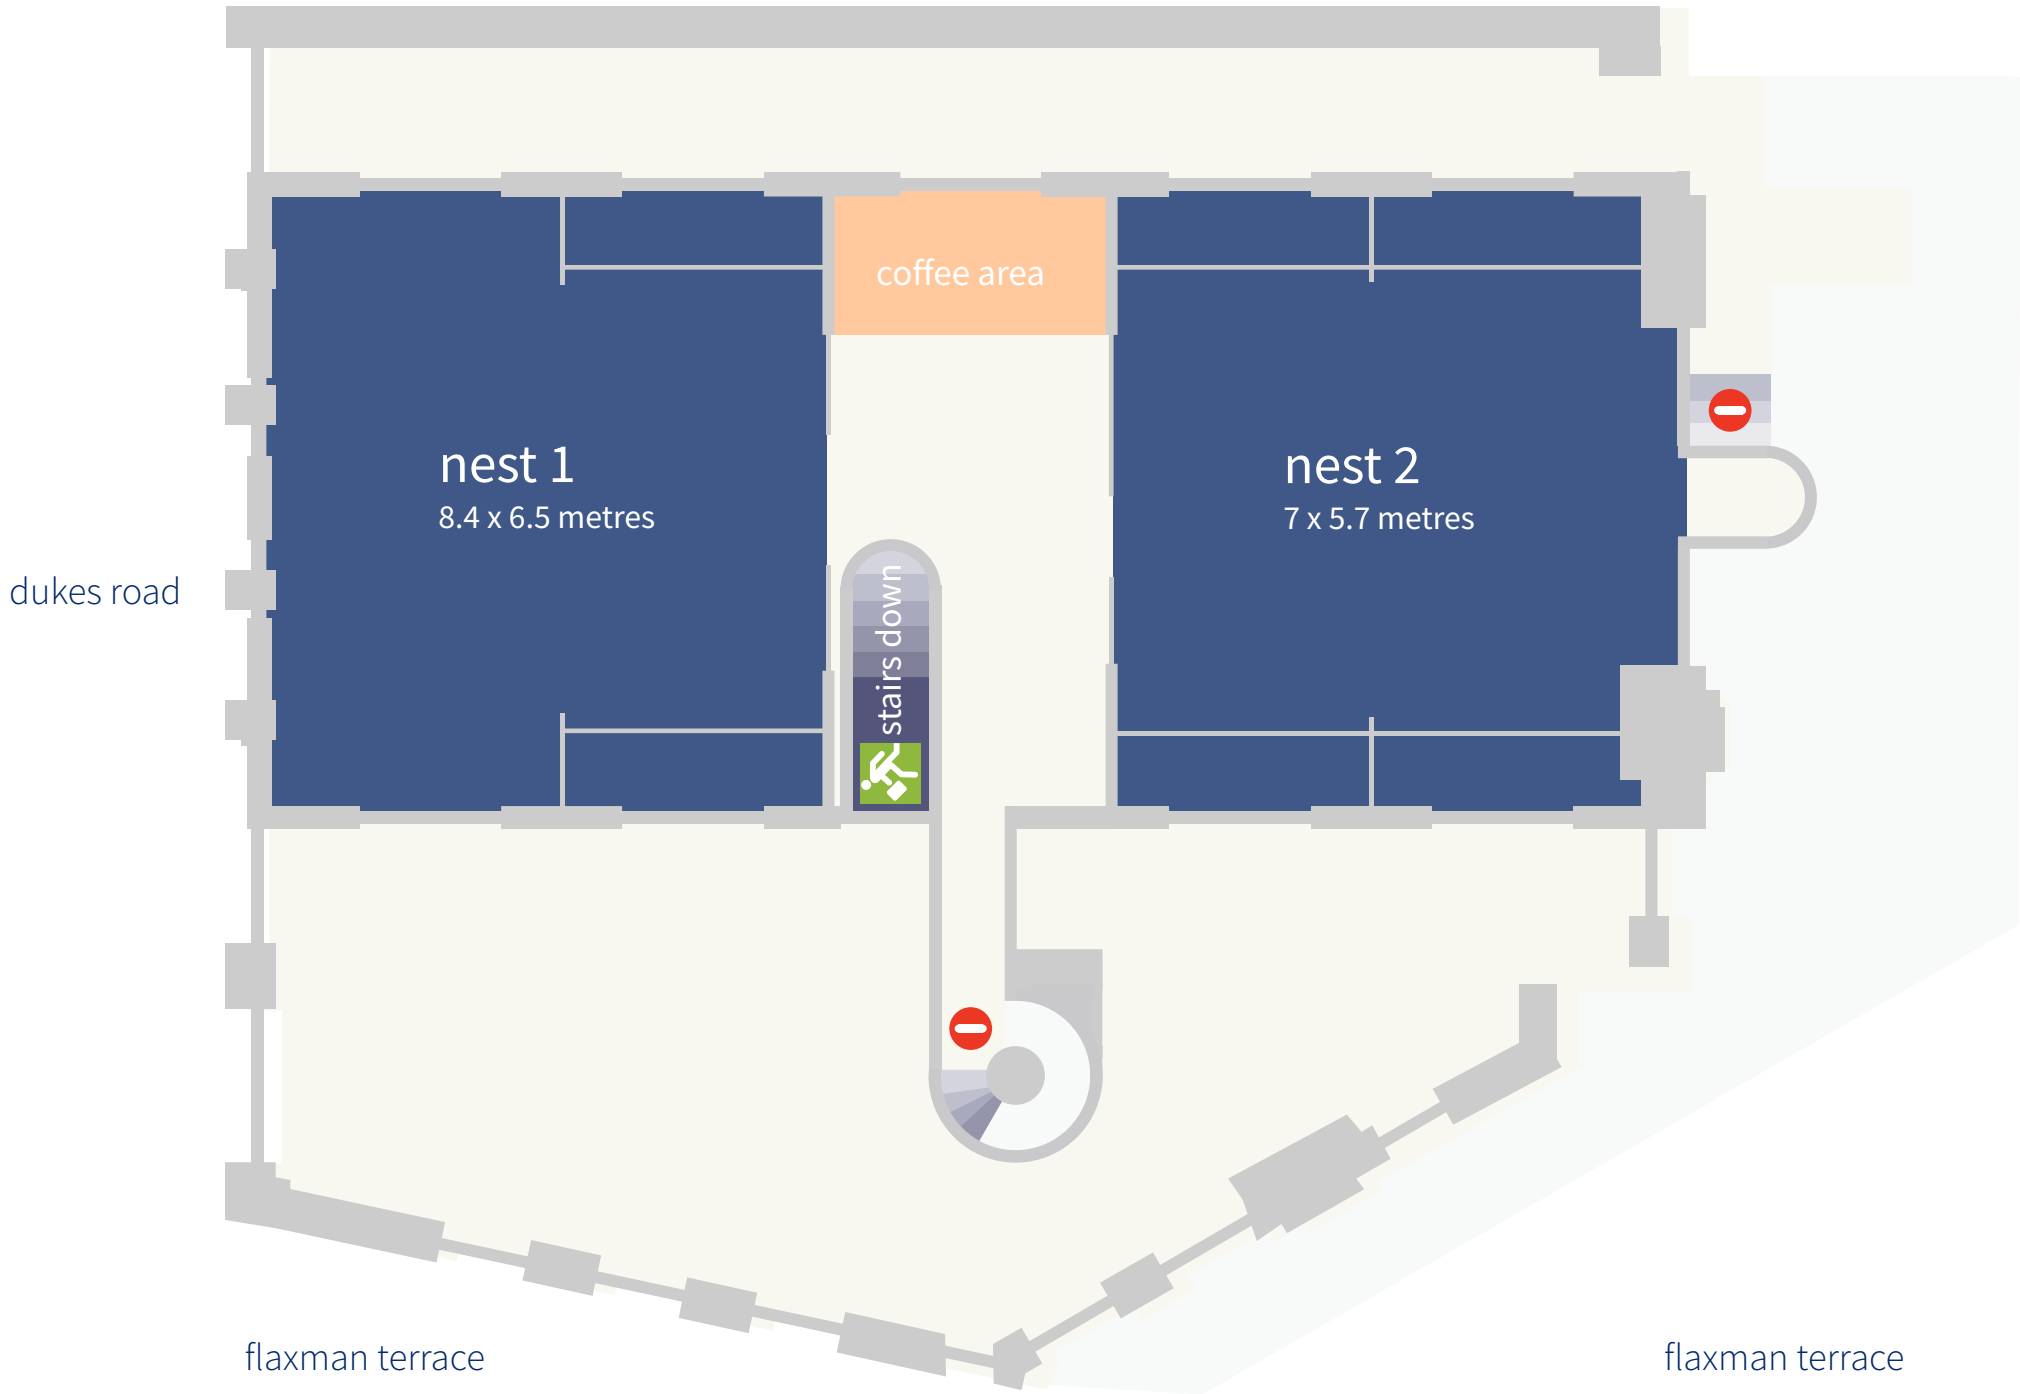 coffee area
nest 1
8.4 x 6.5 metres
nest 2
7 x 5.7 metres
stairs down
dukes road
flaxman terrace
flaxman terrace